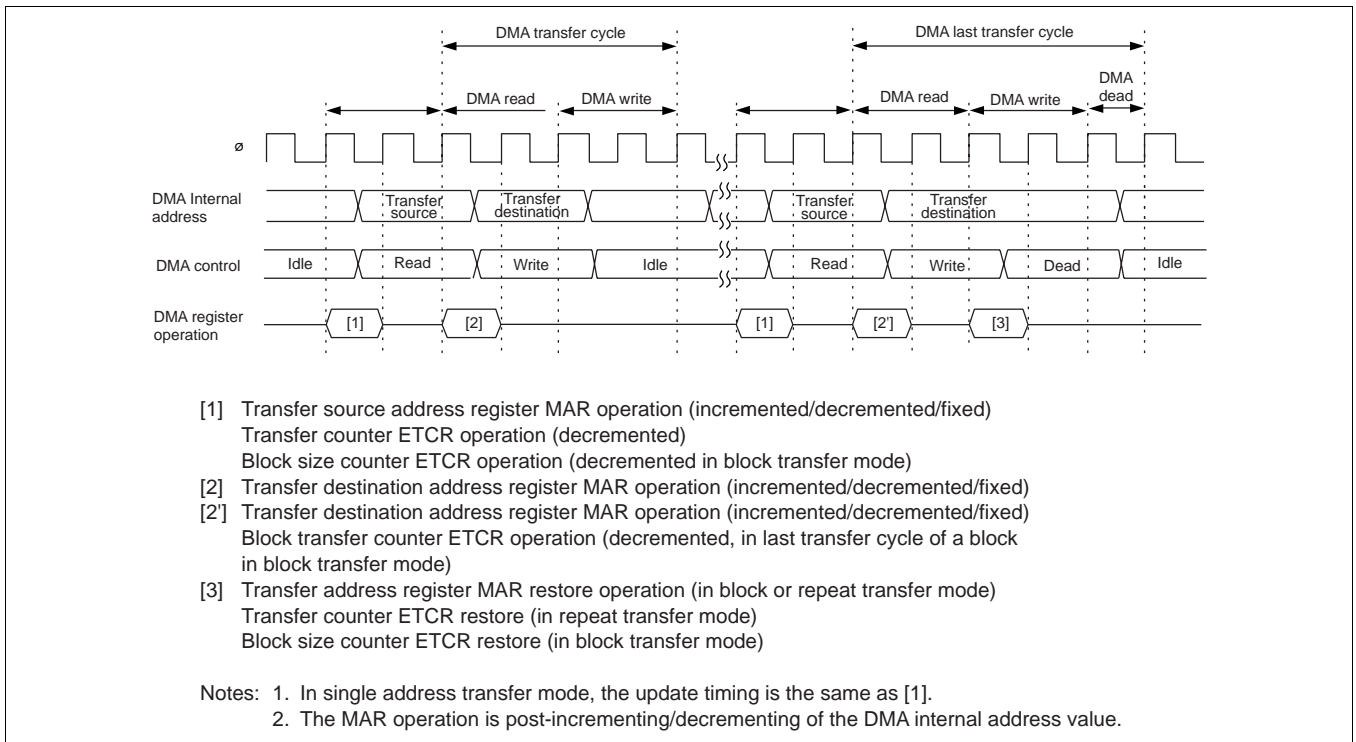 DMA transfer cycle DMA last transfer cycle
DMA read DMA write DMA read DMA write DMA dead
ø
DMA Internal address Transfer source Transfer destination Transfer source Transfer destination
DMA control Idle Read Write Idle Read Write Dead Idle
DMA register operation [1] [2] [1] [2'] [3]
[1] Transfer source address register MAR operation (incremented/decremented/fixed)
Transfer counter ETCR operation (decremented)
Block size counter ETCR operation (decremented in block transfer mode)
[2] Transfer destination address register MAR operation (incremented/decremented/fixed)
[2'] Transfer destination address register MAR operation (incremented/decremented/fixed)
Block transfer counter ETCR operation (decremented, in last transfer cycle of a block
in block transfer mode)
[3] Transfer address register MAR restore operation (in block or repeat transfer mode)
Transfer counter ETCR restore (in repeat transfer mode)
Block size counter ETCR restore (in block transfer mode)
Notes: 1. In single address transfer mode, the update timing is the same as [1].
2. The MAR operation is post-incrementing/decrementing of the DMA internal address value.